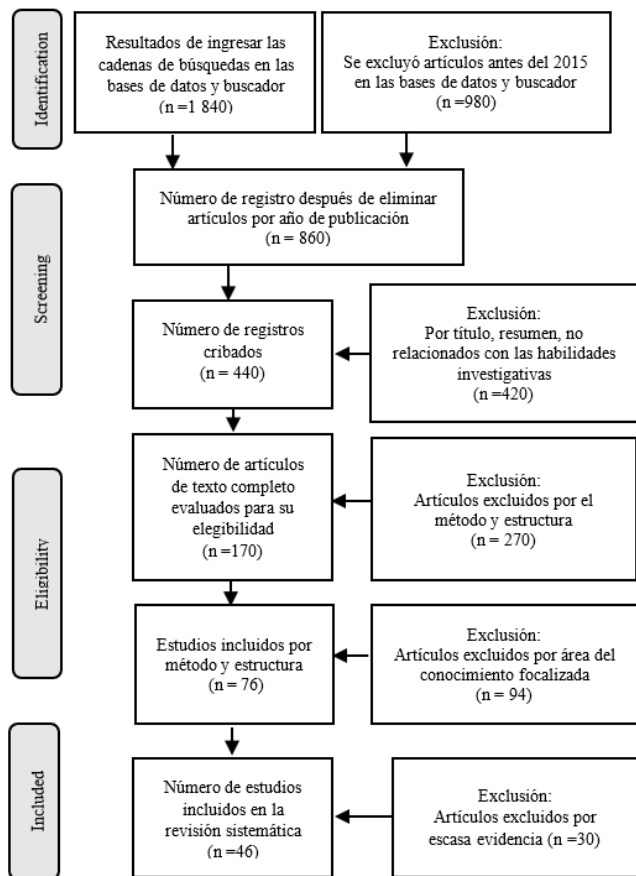 Identification
Resultados de ingresar las
cadenas de búsquedas en las
bases de datos y buscador
(n =1 840)
Exclusión:
Se excluyó artículos antes del 2015
en las bases de datos y buscador
(n =980)
Screening
Número de registro después de eliminar
artículos por año de publicación
(n = 860)
Número de registros
cribados
(n = 440)
Exclusión:
Por título, resumen, no
relacionados con las habilidades
investigativas
(n =420)
Eligibility
Número de artículos
de texto completo
evaluados para su
elegibilidad
(n =170)
Exclusión:
Artículos excluidos por el
método y estructura
(n = 270)
Estudios incluidos por
método y estructura
(n = 76)
Exclusión:
Artículos excluidos por área del
conocimiento focalizada
(n = 94)
Included
Número de estudios
incluidos en la
revisión sistemática
(n =46)
Exclusión:
Artículos excluidos por
escasa evidencia (n =30)